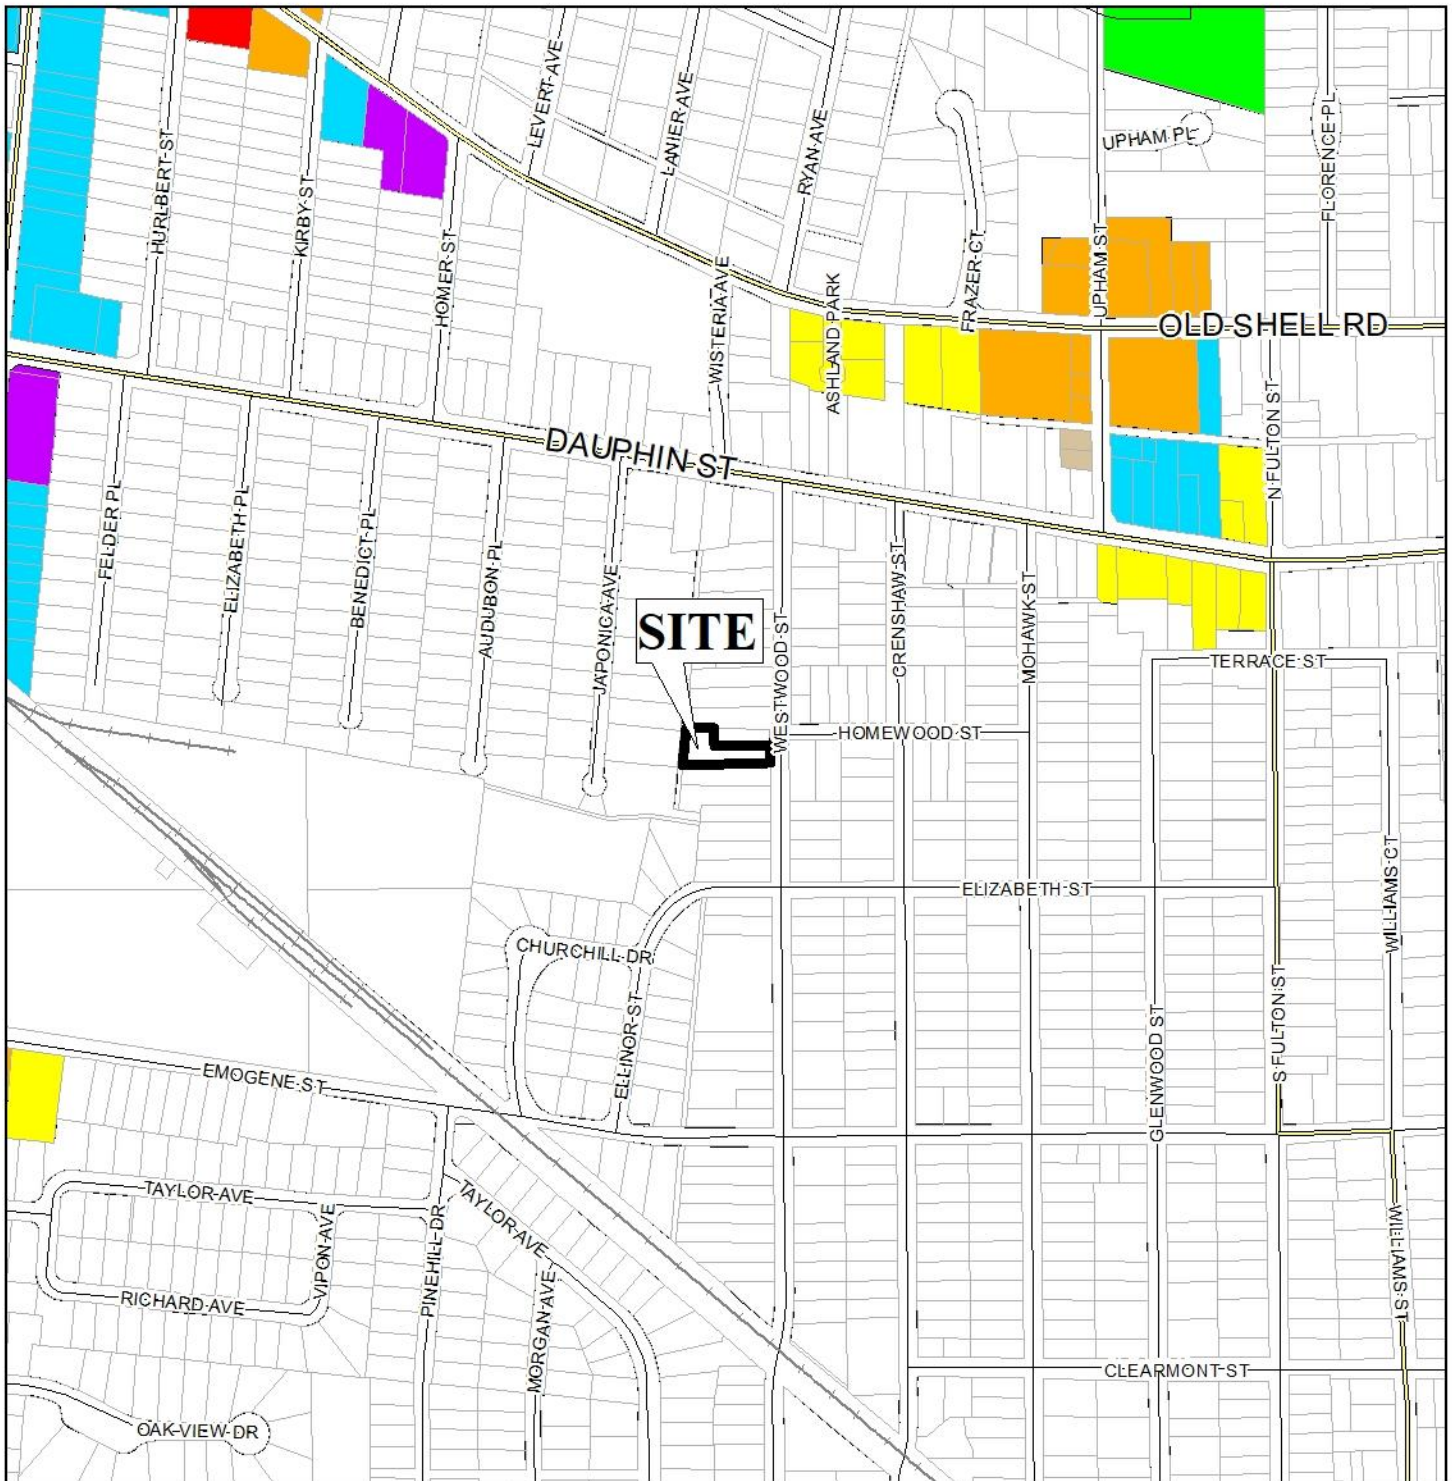 LEVERT AVE
LANIER AVE
RYAN AVE
UPHAM PL
FLORENCE PL
HURLBERT ST
KIRBY ST
HOMER ST
WISTERIA AVE
ASHLAND PARK
FRAZER CT
UPHAM ST
OLD SHELL RD
DAUPHIN ST
N FULTON ST
FELDER PL
ELIZABETH PL
BENEDICT PL
AUDUBON PL
JAPONICA AVE
SITE
WESTWOOD ST
CRENSHAW ST
MOHAWK ST
TERRACE ST
HOMEWOOD ST
WILLIAMS CT
ELIZABETH ST
CHURCHILL DR
ELLINOR ST
GLENWOOD ST
S FULTON ST
EMOGENE ST
TAYLOR AVE
TAYLOR AVE
VIPON AVE
PINEHILL DR
RICHARD AVE
MORGAN AVE
WILLIAMS ST
CLEARMONT ST
OAK VIEW DR